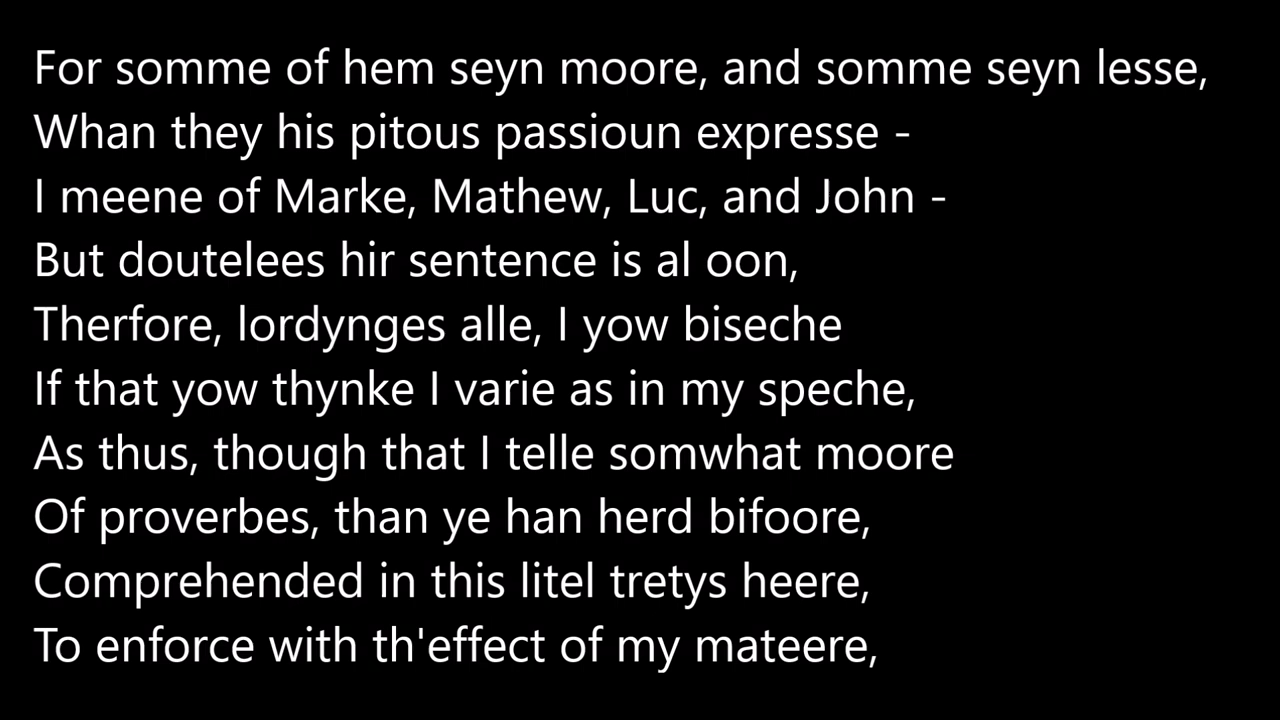 For somme of hem seyn moore, and somme seyn lesse,
Whan they his pitous passioun expresse -
I meene of Marke, Mathew, Luc, and John -
But doutelees hir sentence is al oon,
Therfore, lordynges alle, I yow biseche
If that yow thynke I varie as in my speche,
As thus, though that I telle somwhat moore
Of proverbes, than ye han herd bifoore,
Comprehended in this litel tretys heere,
To enforce with th'effect of my mateere,